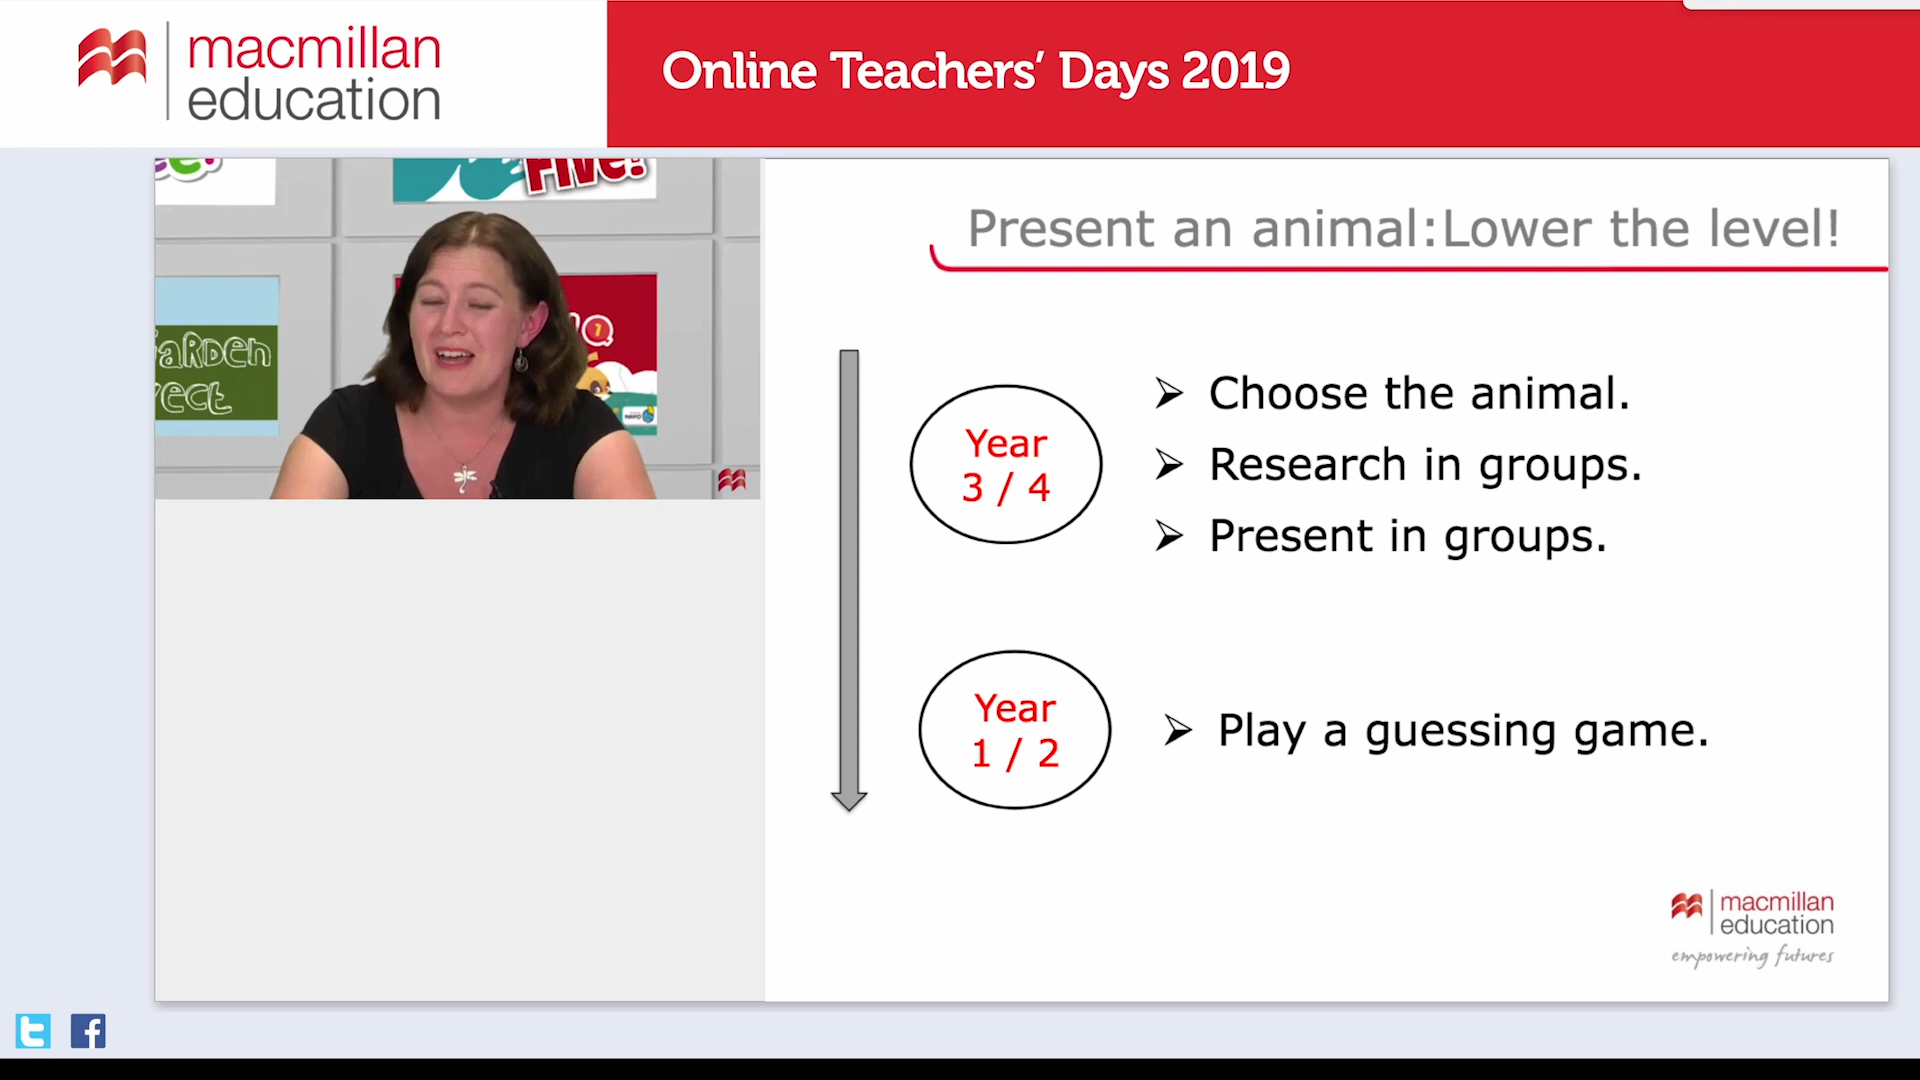 macmillan
education
Online Teachers’ Days 2019
FIVE!
GARDEN
Present an animal:Lower the level!
Year
3 / 4
➢ Choose the animal.
➢ Research in groups.
➢ Present in groups.
Year
1 / 2
➢ Play a guessing game.
macmillan
education
empowering futures